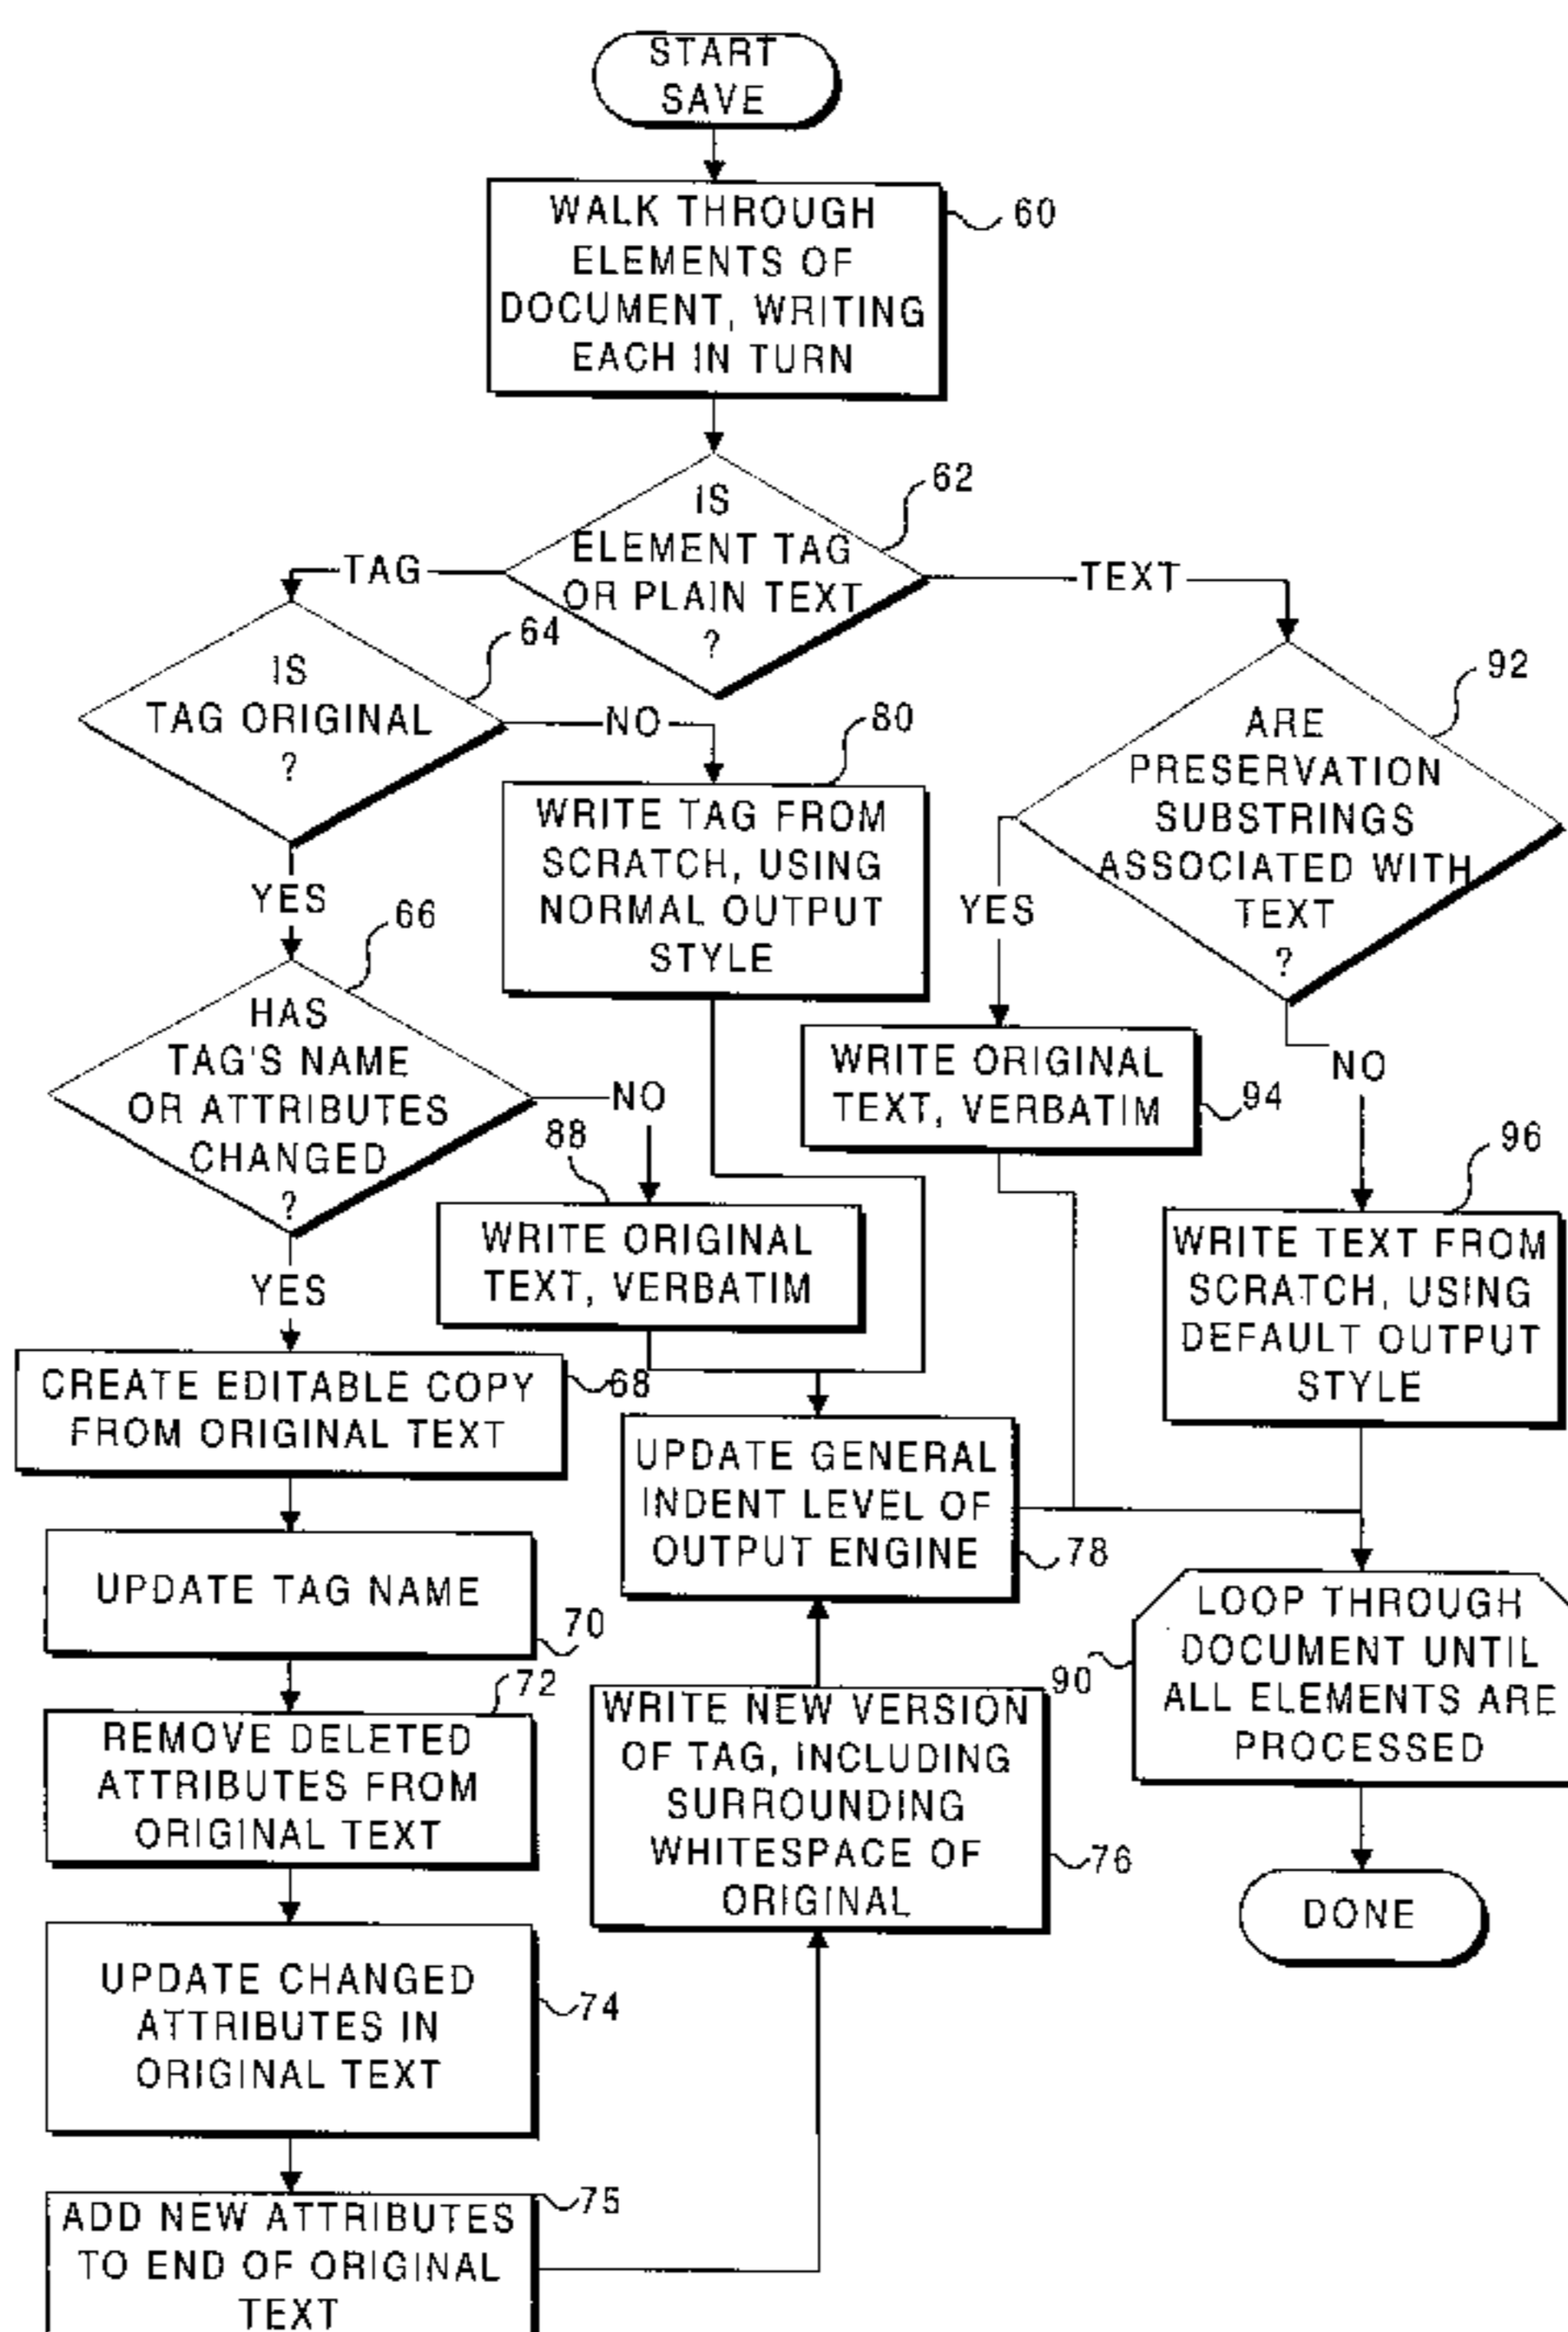 START
SAVE
WALK THROUGH
ELEMENTS OF
DOCUMENT, WRITING
EACH IN TURN
60
IS
ELEMENT TAG
OR PLAIN TEXT
?
62
TAG
TEXT
IS
TAG ORIGINAL
?
64
NO
YES
WRITE TAG FROM
SCRATCH, USING
NORMAL OUTPUT
STYLE
80
ARE
PRESERVATION
SUBSTRINGS
ASSOCIATED WITH
TEXT
?
92
YES
NO
HAS
TAG'S NAME
OR ATTRIBUTES
CHANGED
?
66
NO
YES
WRITE ORIGINAL
TEXT, VERBATIM
88
WRITE ORIGINAL
TEXT, VERBATIM
94
WRITE TEXT FROM
SCRATCH, USING
DEFAULT OUTPUT
STYLE
96
CREATE EDITABLE COPY
FROM ORIGINAL TEXT
68
UPDATE TAG NAME
70
REMOVE DELETED
ATTRIBUTES FROM
ORIGINAL TEXT
72
UPDATE CHANGED
ATTRIBUTES IN
ORIGINAL TEXT
74
ADD NEW ATTRIBUTES
TO END OF ORIGINAL
TEXT
75
WRITE NEW VERSION
OF TAG, INCLUDING
SURROUNDING
WHITESPACE OF
ORIGINAL
76
UPDATE GENERAL
INDENT LEVEL OF
OUTPUT ENGINE
78
LOOP THROUGH
DOCUMENT UNTIL
ALL ELEMENTS ARE
PROCESSED
90
DONE